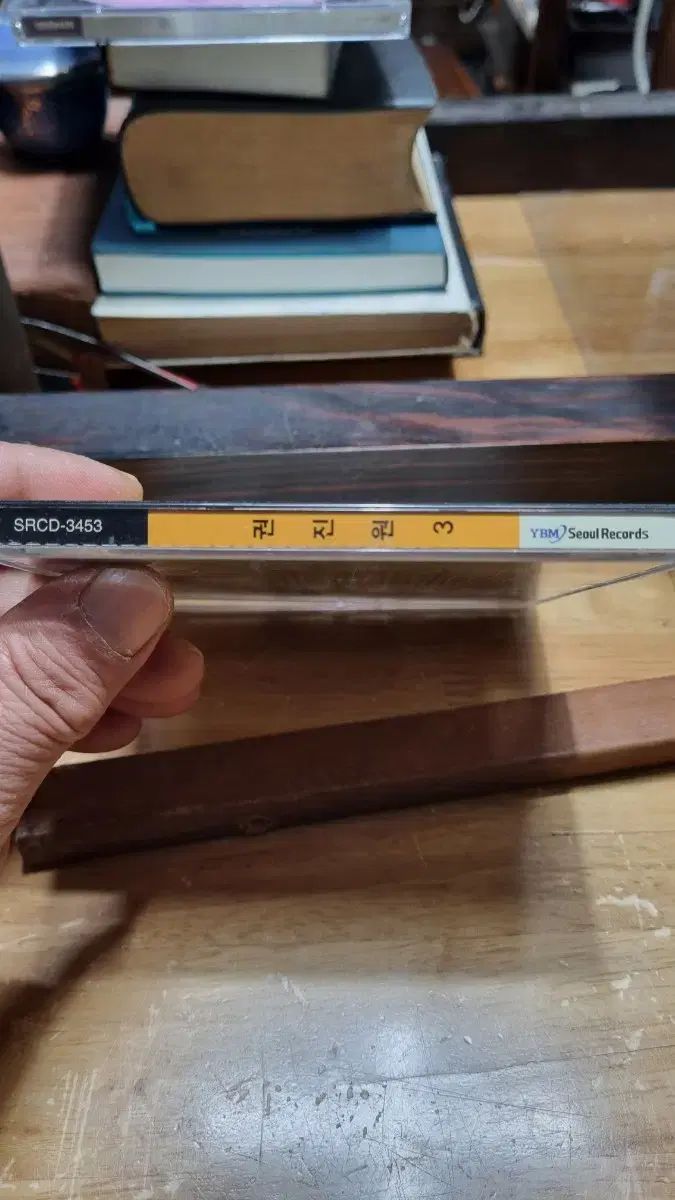 SRCD-3453
권진원 3
YBM Seoul Records